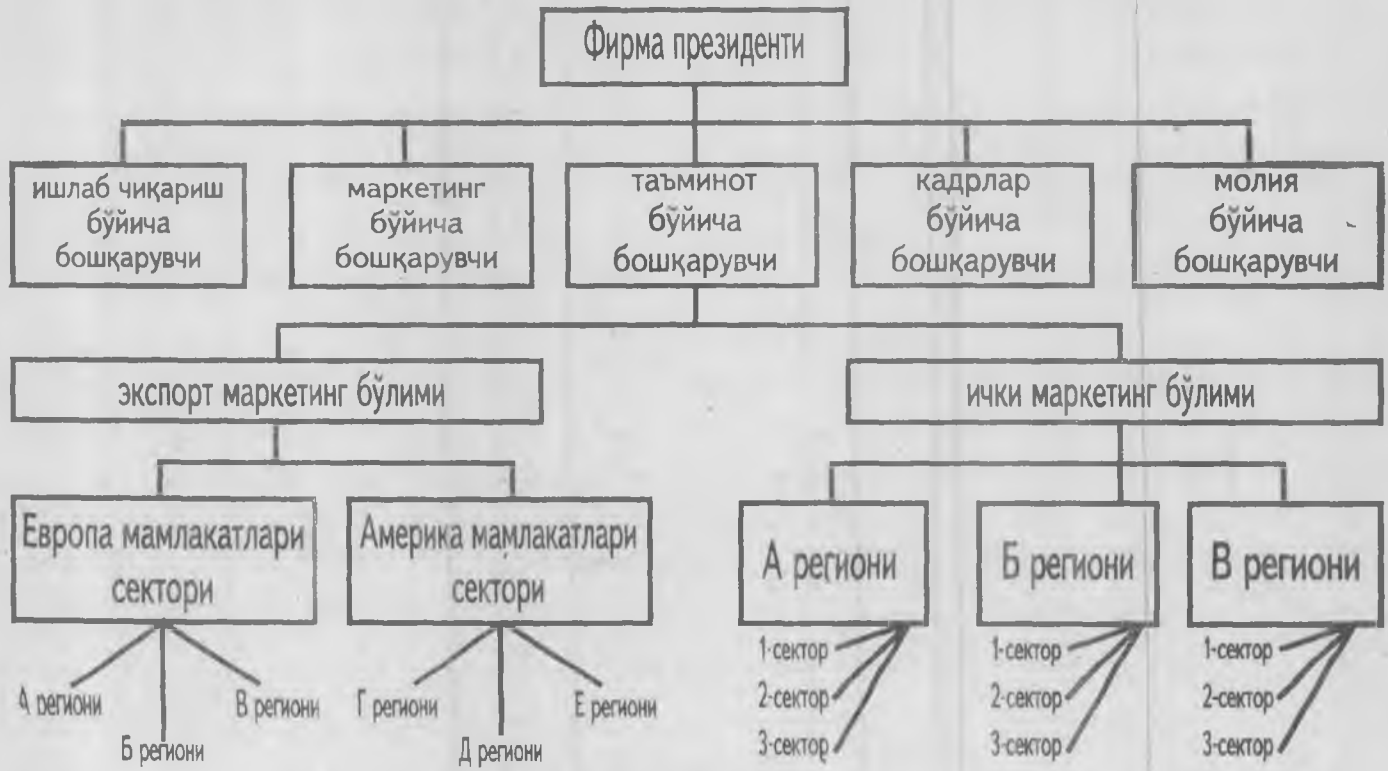 Фирма президенти
ишлаб чиқариш
бўйича
бошқарувчи
маркетинг
бўйича
бошқарувчи
таъминот
бўйича
бошқарувчи
кадрлар
бўйича
бошқарувчи
молия
бўйича
бошқарувчи
экспорт маркетинг бўлими
ички маркетинг бўлими
Европа мамлакатлари
сектори
Америка мамлакатлари
сектори
А региони
Б региони
В региони
А региони
Б региони
В региони
Г региони
Д региони
Е региони
1-сектор
2-сектор
3-сектор
1-сектор
2-сектор
3-сектор
1-сектор
2-сектор
3-сектор